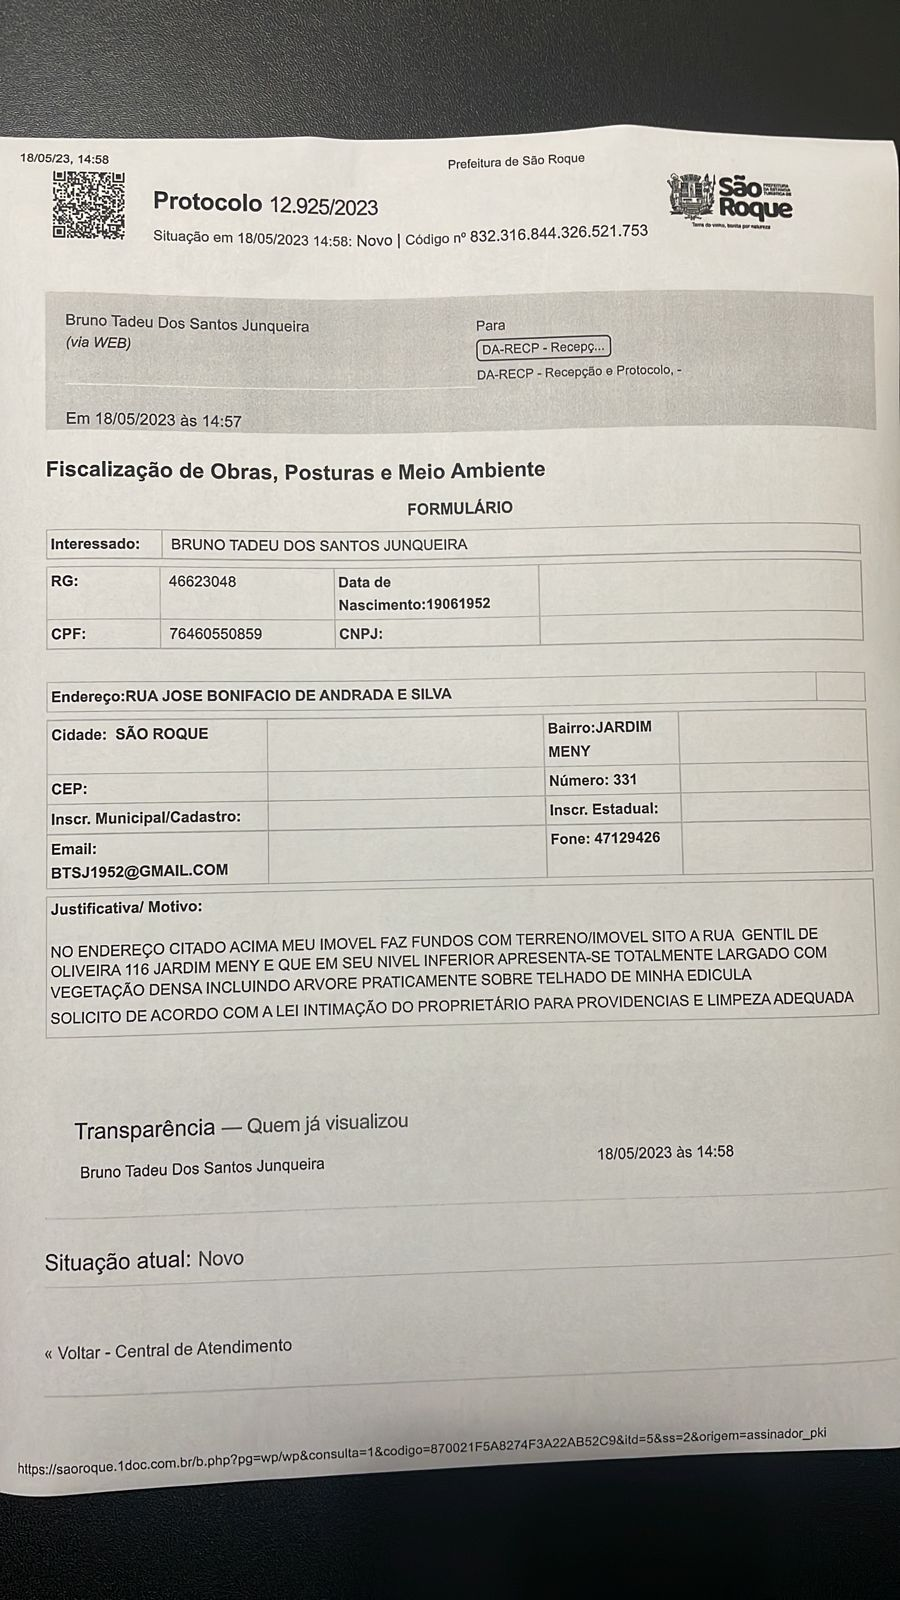 18/05/23, 14:58
Prefeitura de São Roque
Protocolo 12.925/2023
Situação em 18/05/2023 14:58: Novo | Código nº 832.316.844.326.521.753
São
Roque
Terra do vinho, bonita por natureza
Bruno Tadeu Dos Santos Junqueira
(via WEB)
Para
DA-RECP - Recepç...
DA-RECP - Recepção e Protocolo, -
Em 18/05/2023 às 14:57
Fiscalização de Obras, Posturas e Meio Ambiente
FORMULÁRIO
Interessado: BRUNO TADEU DOS SANTOS JUNQUEIRA
RG: 46623048 Data de
Nascimento:19061952
CPF: 76460550859 CNPJ:
Endereço:RUA JOSE BONIFACIO DE ANDRADA E SILVA
Cidade: SÃO ROQUE Bairro:JARDIM
MENY
CEP: Número: 331
Inscr. Municipal/Cadastro: Inscr. Estadual:
Email: Fone: 47129426
BTSJ1952@GMAIL.COM
Justificativa/ Motivo:
NO ENDEREÇO CITADO ACIMA MEU IMOVEL FAZ FUNDOS COM TERRENO/IMOVEL SITO A RUA GENTIL DE
OLIVEIRA 116 JARDIM MENY E QUE EM SEU NIVEL INFERIOR APRESENTA-SE TOTALMENTE LARGADO COM
VEGETAÇÃO DENSA INCLUINDO ARVORE PRATICAMENTE SOBRE TELHADO DE MINHA EDICULA
SOLICITO DE ACORDO COM A LEI INTIMAÇÃO DO PROPRIETÁRIO PARA PROVIDENCIAS E LIMPEZA ADEQUADA
Transparência — Quem já visualizou
Bruno Tadeu Dos Santos Junqueira 18/05/2023 às 14:58
Situação atual: Novo
« Voltar - Central de Atendimento
https://saoroque.1doc.com.br/b.php?pg=wp/wp&consulta=1&codigo=870021F5A8274F3A22AB52C9&itd=5&ss=2&origem=assinador_pki